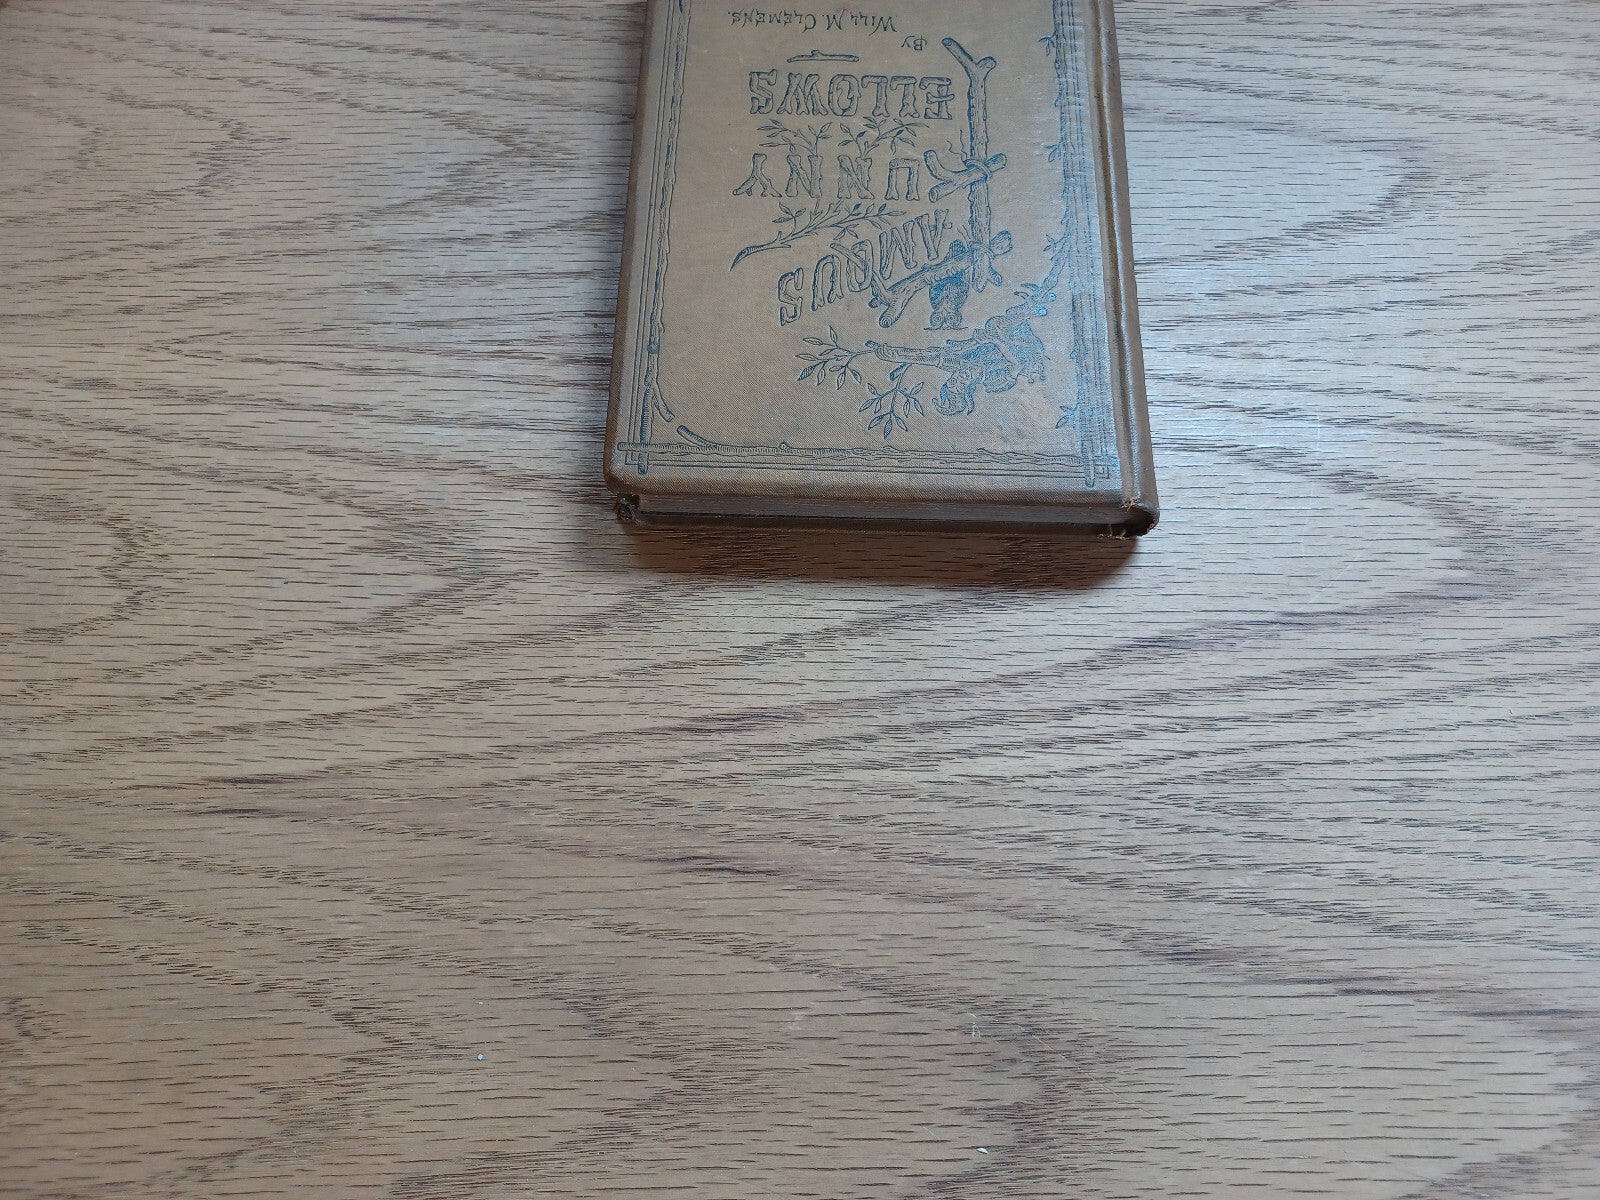 FAMOUS
FUNNY
FELLOWS
BY
WILL M. CLEMENS.